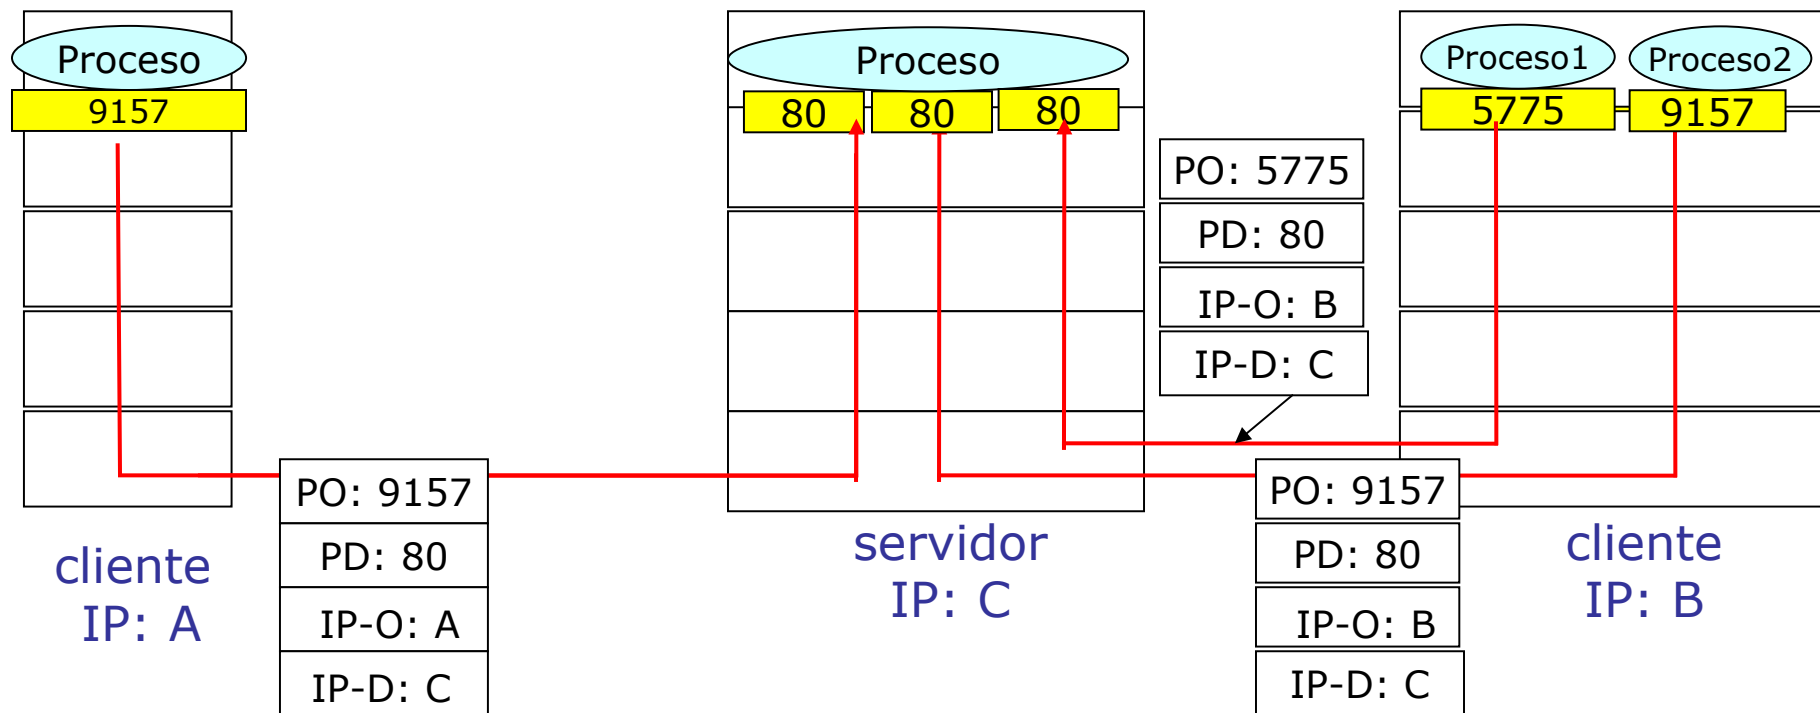 Proceso
9157
Proceso
80
80
80
Proceso1
Proceso2
5775
9157
PO: 5775
PD: 80
IP-O: B
IP-D: C
PO: 9157
PD: 80
IP-O: A
IP-D: C
PO: 9157
PD: 80
IP-O: B
IP-D: C
cliente
IP: A
servidor
IP: C
cliente
IP: B